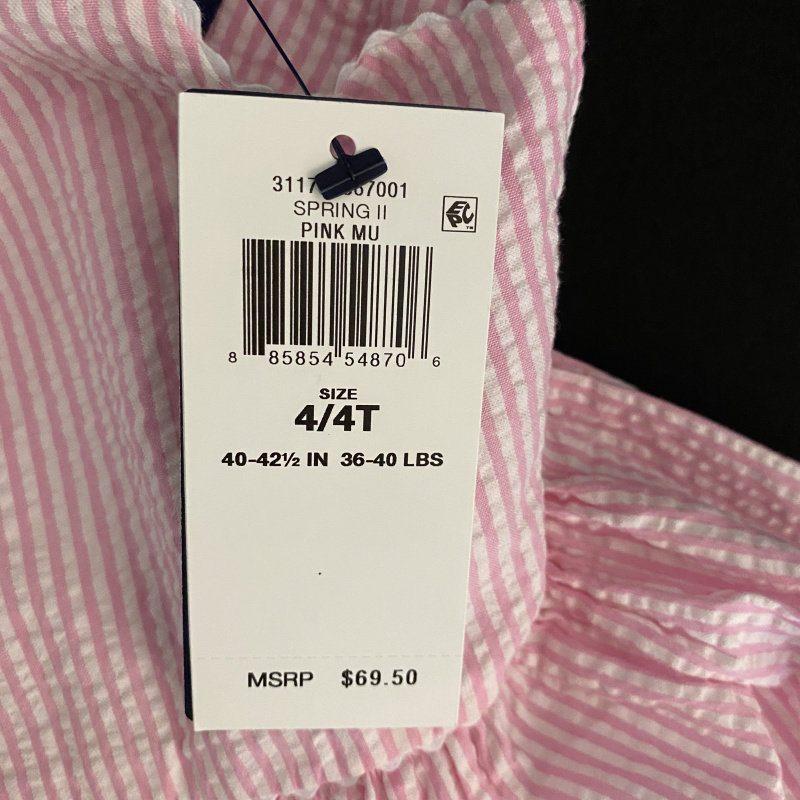 SPRING II
EPC™
PINK MU
8 85854 54870 6
SIZE
4/4T
40-42½ IN 36-40 LBS
MSRP $69.50